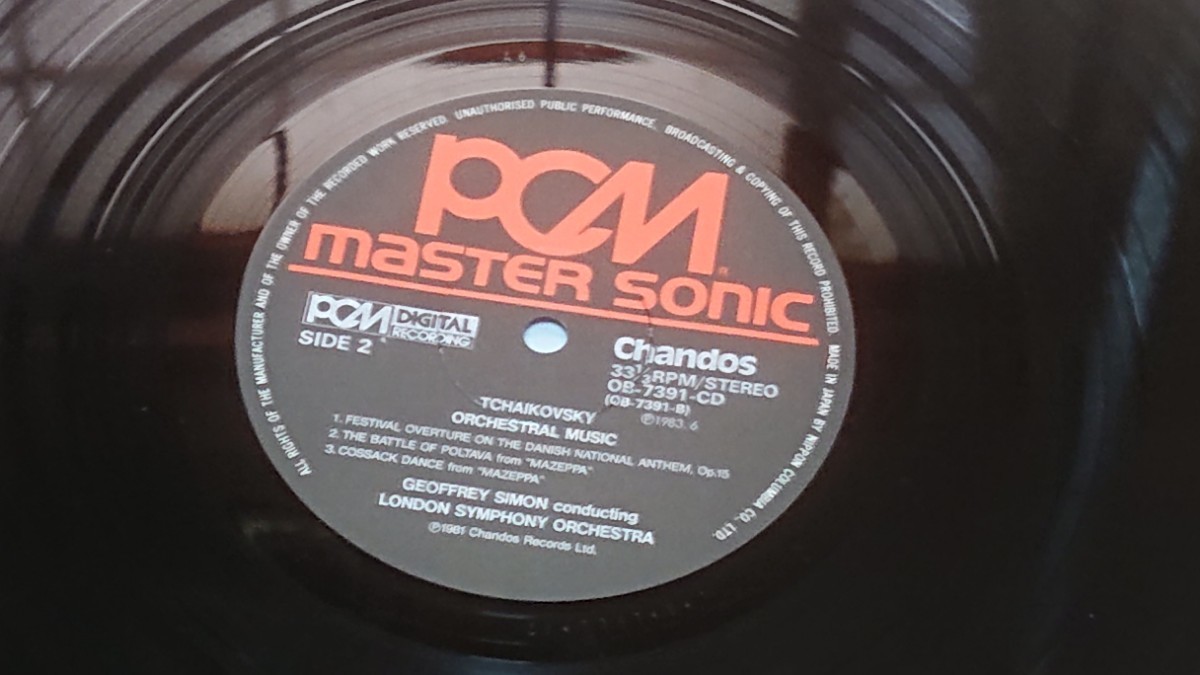 ALL RIGHTS OF THE MANUFACTURER AND OF THE OWNER OF THE RECORDED WORK RESERVED. UNAUTHORISED PUBLIC PERFORMANCE, BROADCASTING & COPYING OF THIS RECORD PROHIBITED. MADE IN JAPAN BY NIPPON COLUMBIA CO., LTD.
PCM
MASTER SONIC
PCM DIGITAL
RECORDING
SIDE 2
Chandos
33⅓RPM/STEREO
OB-7391-CD
(OB-7391-B)
℗1983. 6
TCHAIKOVSKY
ORCHESTRAL MUSIC
1. FESTIVAL OVERTURE ON THE DANISH NATIONAL ANTHEM, Op.15
2. THE BATTLE OF POLTAVA from "MAZEPPA"
3. COSSACK DANCE from "MAZEPPA"
GEOFFREY SIMON conducting
LONDON SYMPHONY ORCHESTRA
℗1981 Chandos Records Ltd.